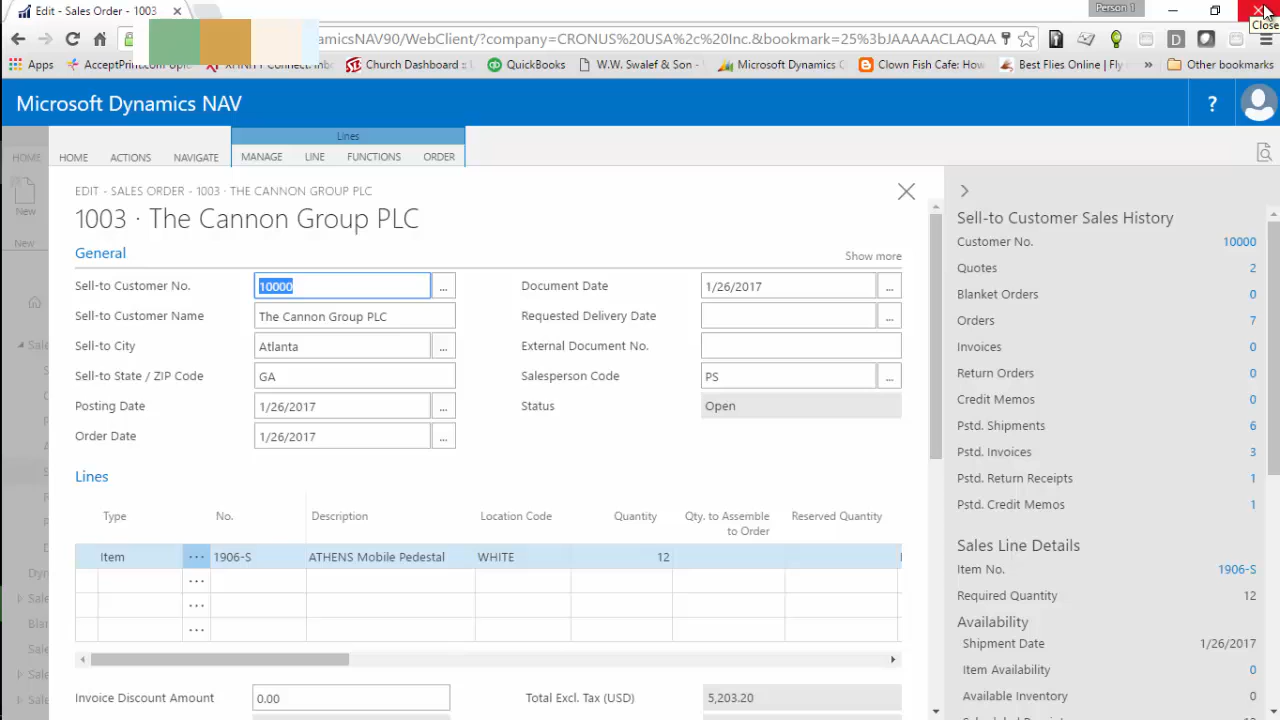 Edit - Sales Order - 1003
Person 1
Close
amicsNAV90/WebClient/?company=CRONUS%20USA%2c%20Inc.&bookmark=25%3bJAAAAACLAQAA
Apps
QuickBooks
Church Dashboard
W.W. Swalef & Son -
Microsoft Dynamics
Clown Fish Cafe: How
Best Flies Online | Fly
»
Other bookmarks
Microsoft Dynamics NAV
?
Lines
HOME
HOME
ACTIONS
NAVIGATE
MANAGE
LINE
FUNCTIONS
ORDER
New
New
EDIT - SALES ORDER - 1003 · THE CANNON GROUP PLC
1003 · The Cannon Group PLC
General
Show more
Sell-to Customer No.
10000
...
Document Date
1/26/2017
...
Sell-to Customer Name
The Cannon Group PLC
Requested Delivery Date
...
Sell-to City
Atlanta
...
External Document No.
Sell-to State / ZIP Code
GA
Salesperson Code
PS
...
Posting Date
1/26/2017
...
Status
Open
Order Date
1/26/2017
...
Lines
Type
No.
Description
Location Code
Quantity
Qty. to Assemble
to Order
Reserved Quantity
Item
...
1906-S
ATHENS Mobile Pedestal
WHITE
12
...
...
...
Invoice Discount Amount
0.00
Total Excl. Tax (USD)
5,203.20
Sell-to Customer Sales History
Customer No.
10000
Quotes
2
Blanket Orders
0
Orders
7
Invoices
0
Return Orders
0
Credit Memos
0
Pstd. Shipments
6
Pstd. Invoices
3
Pstd. Return Receipts
1
Pstd. Credit Memos
1
Sales Line Details
Item No.
1906-S
Required Quantity
12
Availability
Shipment Date
1/26/2017
Item Availability
0
Available Inventory
0